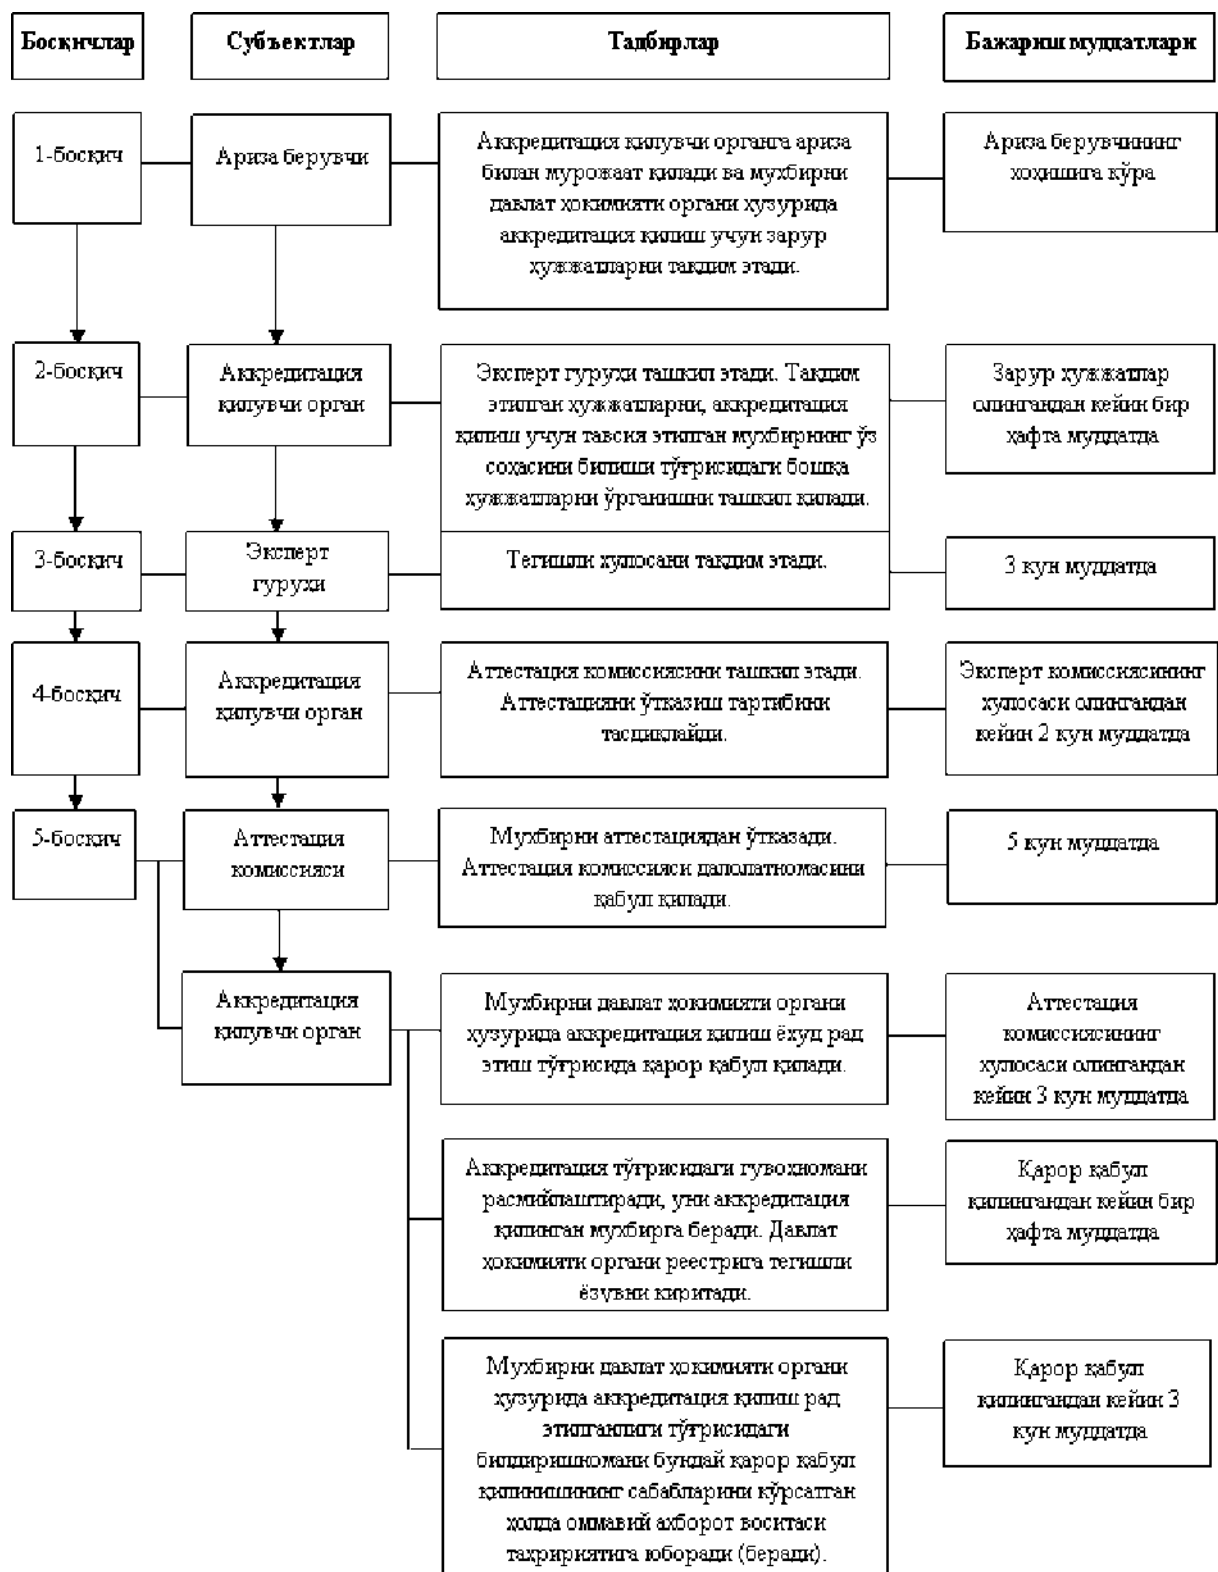 Босқичлар
Субъектлар
Тадбирлар
Бажариш муддатлари
1-босқич
Ариза берувчи
Аккредитация қилувчи органга ариза
билан мурожаат қилади ва мухбирни
давлат ҳокимияти органи ҳузурида
аккредитация қилиш учун зарур
ҳужжатларни тақдим этади.
Ариза берувчининг
хоҳишига кўра
2-босқич
Аккредитация
қилувчи орган
Эксперт гурухи ташкил этади. Тақдим
этилган ҳужжатларни, аккредитация
қилиш учун тавсия этилган мухбирнинг ўз
соҳасини билиши тўғрисидаги бошқа
ҳужжатларни ўрганишни ташкил қилади.
Зарур ҳужжатлар
олингандан кейин бир
ҳафта муддатда
3-босқич
Эксперт
гурухи
Тегишли хулосани тақдим этади.
3 кун муддатда
4-босқич
Аккредитация
қилувчи орган
Аттестация комиссиясини ташкил этади.
Аттестацияни ўтказиш тартибини
тасдиқлайди.
Эксперт комиссиясининг
хулосаси олингандан
кейин 2 кун муддатда
5-босқич
Аттестация
комиссияси
Мухбирни аттестациядан ўтказади.
Аттестация комиссияси далолатномасини
қабул қилади.
5 кун муддатда
Аккредитация
қилувчи орган
Мухбирни давлат ҳокимияти органи
ҳузурида аккредитация қилиш ёхуд рад
этиш тўғрисида қарор қабул қилади.
Аттестация
комиссиясининг
хулосаси олингандан
кейин 3 кун муддатда
Аккредитация тўғрисидаги гувоҳномани
расмийлаштиради, уни аккредитация
қилинган мухбирга беради. Давлат
ҳокимияти органи реестрига тегишли
ёзувни киритади.
Қарор қабул
қилингандан кейин бир
ҳафта муддатда
Мухбирни давлат ҳокимияти органи
ҳузурида аккредитация қилиш рад
этилганлиги тўғрисидаги
билдиришномани бундай қарор қабул
қилинишининг сабабларини кўрсатган
ҳолда оммавий ахборот воситаси
таҳририятига юборади (беради).
Қарор қабул
қилингандан кейин 3
кун муддатда